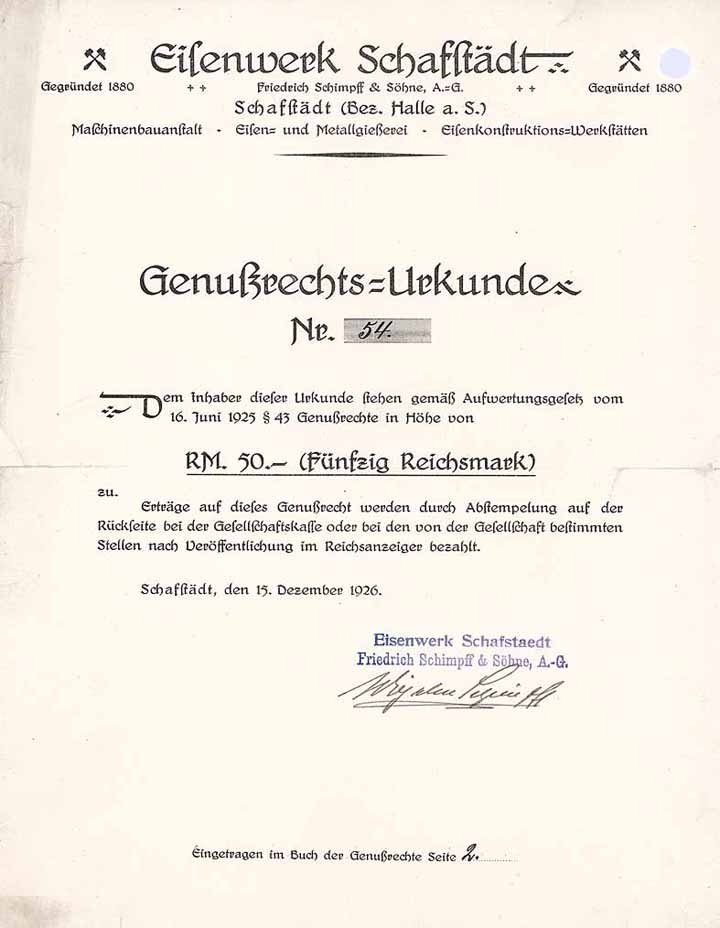 Eisenwerk Schafstädt
Gegründet 1880 ++ Friedrich Schimpff & Söhne, A.=G. ++ Gegründet 1880
Schafstädt (Bez. Halle a. S.)
Maschinenbauanstalt - Eisen= und Metallgießerei - Eisenkonstruktions=Werkstätten
Genußrechts=Urkunde
Nr. 54.
Dem Inhaber dieser Urkunde stehen gemäß Aufwertungsgesetz vom
16. Juni 1925 § 43 Genußrechte in Höhe von
RM. 50.— (Fünfzig Reichsmark)
zu.
Erträge auf dieses Genußrecht werden durch Abstempelung auf der
Rückseite bei der Gesellschaftskasse oder bei den von der Gesellschaft bestimmten
Stellen nach Veröffentlichung im Reichsanzeiger bezahlt.
Schafstädt, den 15. Dezember 1926.
Eisenwerk Schafstaedt
Friedrich Schimpff & Söhne, A.-G.
Schimpff
Eingetragen im Buch der Genußrechte Seite 2.